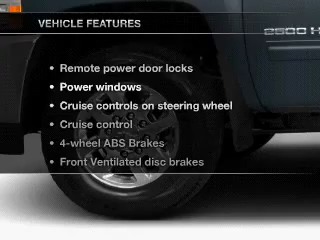 VEHICLE FEATURES
2500 H
• Remote power door locks
• Power windows
• Cruise controls on steering wheel
• Cruise control
• 4-wheel ABS Brakes
• Front Ventilated disc brakes